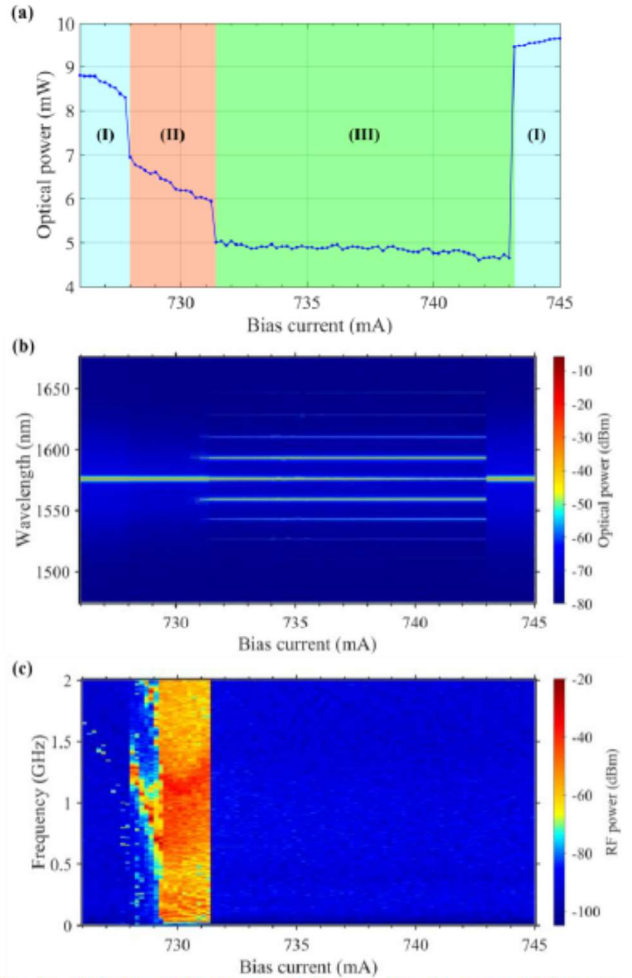 (a)
10
9
8
7
6
5
4
Optical power (mW)
(I)
(II)
(III)
(I)
730
735
740
745
Bias current (mA)
(b)
1650
1600
1550
1500
Wavelength (nm)
730
735
740
745
Bias current (mA)
-10
-20
-30
-40
-50
-60
-70
-80
Optical power (dBm)
(c)
2
1.5
1
0.5
0
Frequency (GHz)
730
735
740
745
Bias current (mA)
-20
-40
-60
-80
-100
RF power (dBm)